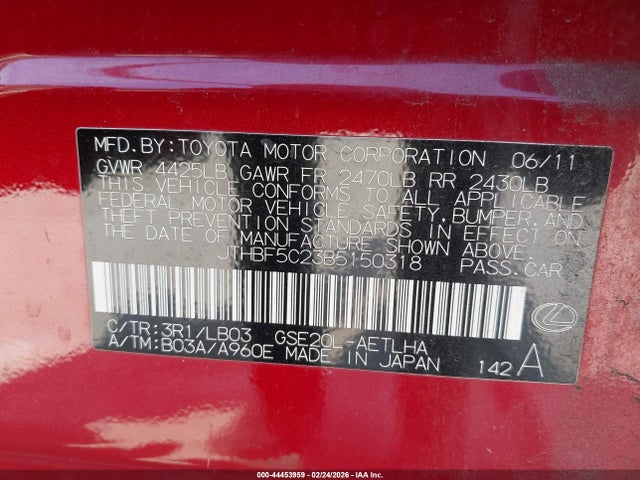 MFD.BY:TOYOTA MOTOR CORPORATION 06/11
GVWR 4425LB GAWR FR 2470LB RR 2430LB
THIS VEHICLE CONFORMS TO ALL APPLICABLE
FEDERAL MOTOR VEHICLE SAFETY,BUMPER,AND
THEFT PREVENTION STANDARDS IN EFFECT ON
THE DATE OF MANUFACTURE SHOWN ABOVE.
JTHBF5C23B5150318 PASS.CAR
C/TR:3R1/LB03 GSE20L-AETLHA
A/TM:B03A/A960E MADE IN JAPAN 142 A
000-44453959 - 02/24/2026 - IAA Inc.